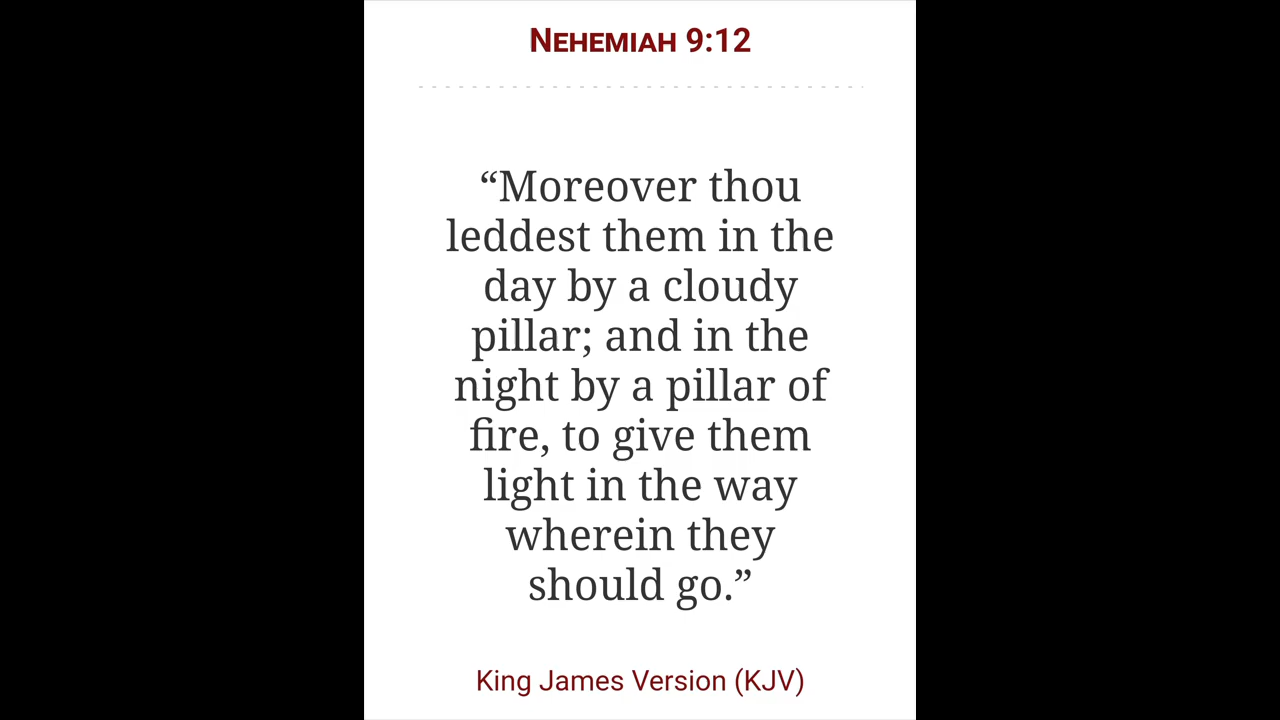 Nehemiah 9:12
“Moreover thou
leddest them in the
day by a cloudy
pillar; and in the
night by a pillar of
fire, to give them
light in the way
wherein they
should go.”
King James Version (KJV)